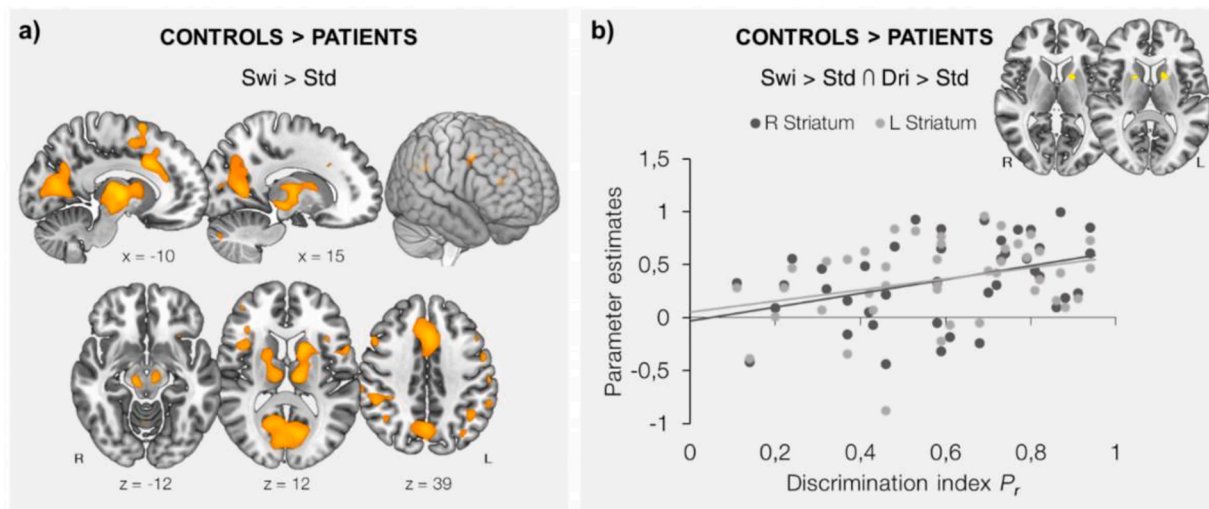 a)
CONTROLS > PATIENTS
Swi > Std
x = -10
x = 15
R
L
z = -12
z = 12
z = 39
b)
CONTROLS > PATIENTS
Swi > Std ∩ Dri > Std
R Striatum
L Striatum
R
L
Parameter estimates
1,5
1
0,5
0
-0,5
-1
0
0,2
0,4
0,6
0,8
1
Discrimination index Pr